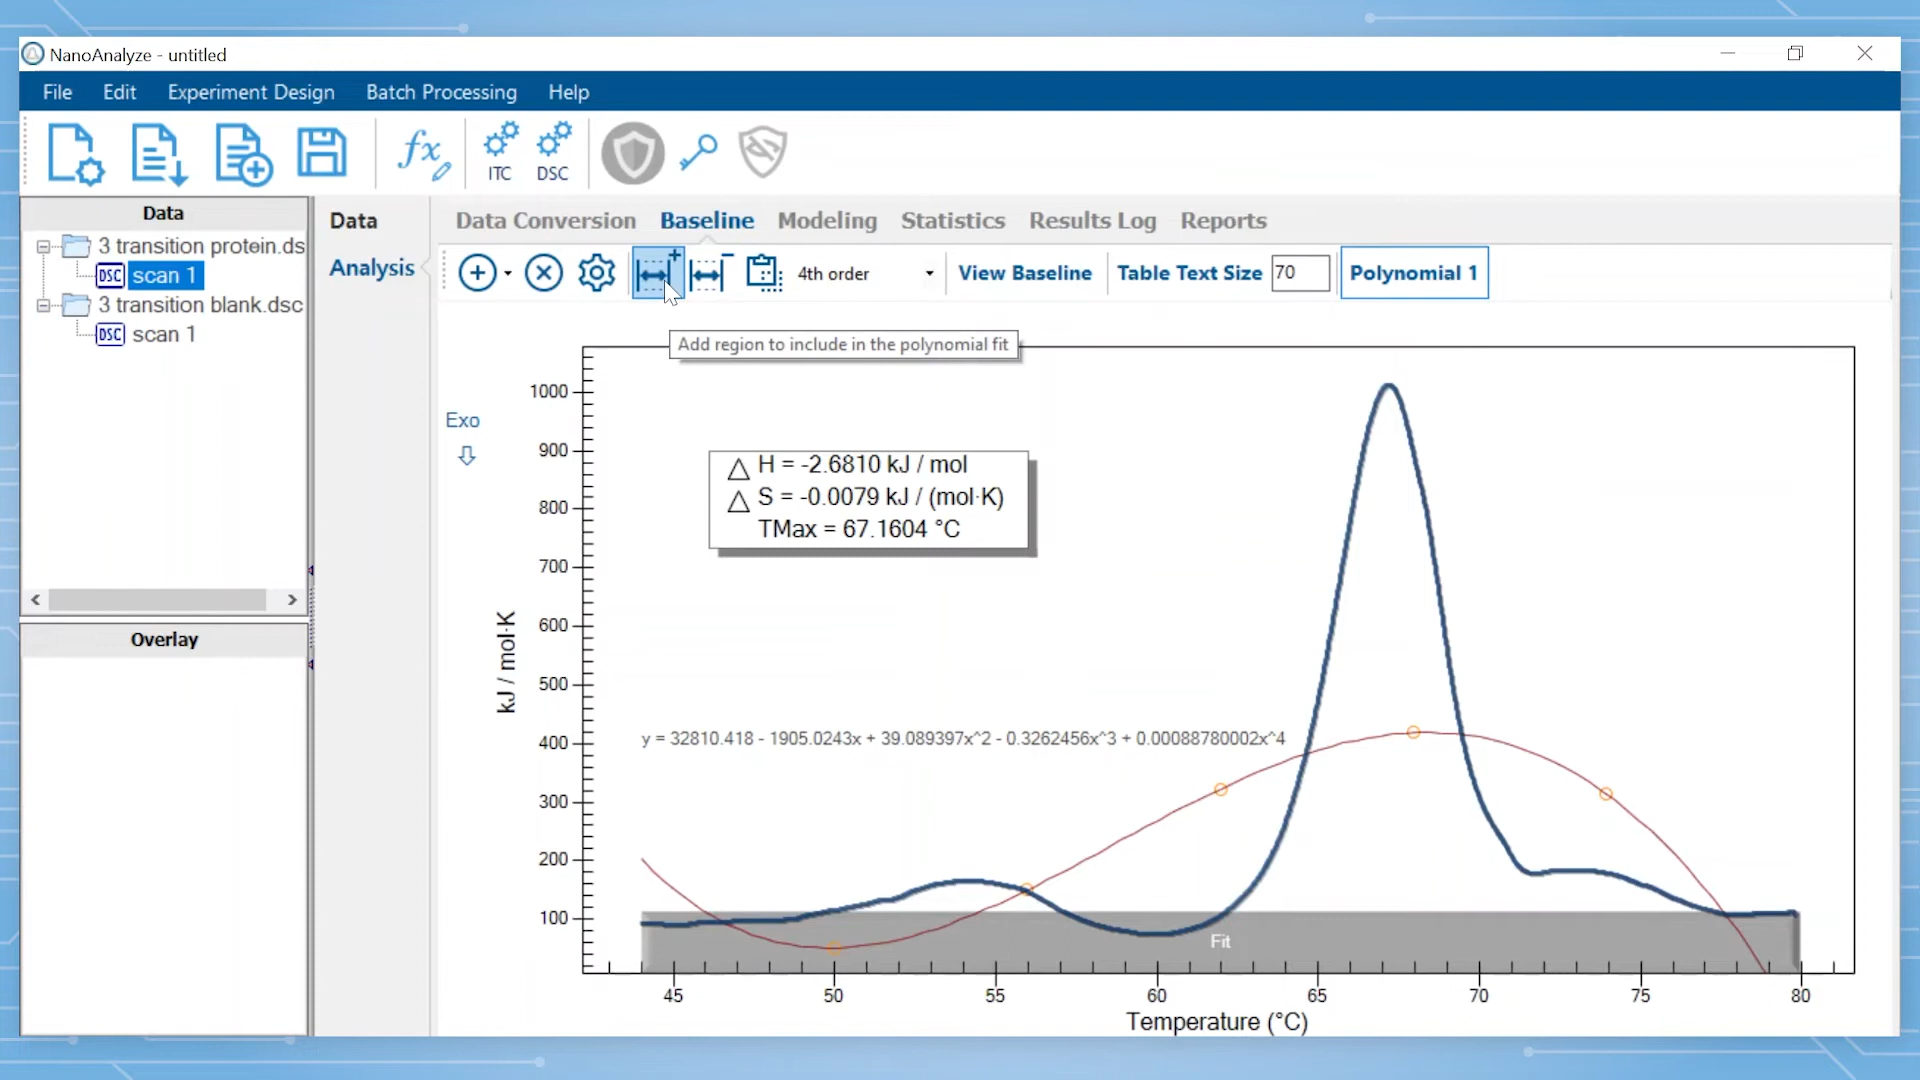 NanoAnalyze - untitled
File Edit Experiment Design Batch Processing Help
fx ITC DSC
Data
3 transition protein.ds
DSC scan 1
3 transition blank.dsc
DSC scan 1
Overlay
Data
Analysis
Data Conversion Baseline Modeling Statistics Results Log Reports
4th order View Baseline Table Text Size 70 Polynomial 1
Add region to include in the polynomial fit
Exo
1000
900
800
700
600
500
400
300
200
100
kJ / mol·K
△ H = -2.6810 kJ / mol
△ S = -0.0079 kJ / (mol·K)
TMax = 67.1604 °C
y = 32810.418 - 1905.0243x + 39.089397x^2 - 0.3262456x^3 + 0.00088780002x^4
Fit
45 50 55 60 65 70 75 80
Temperature (°C)